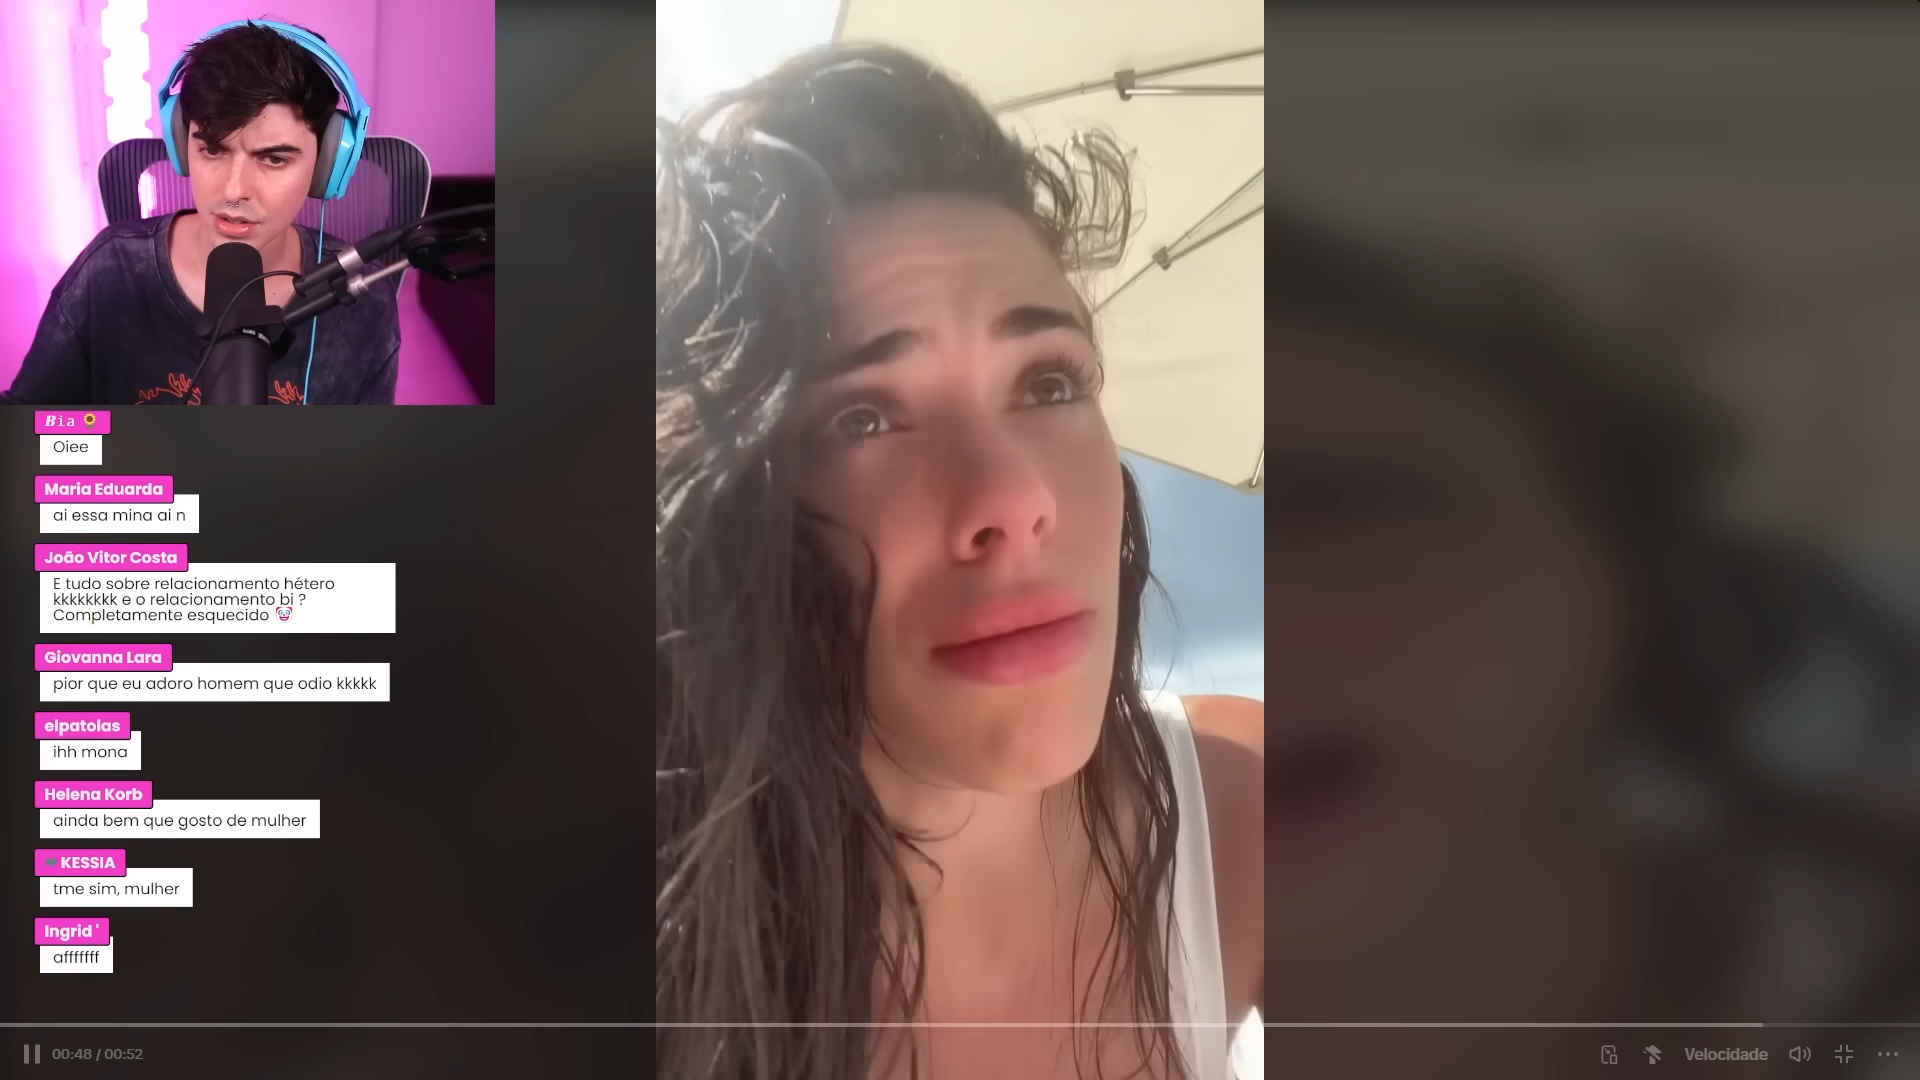 Bia 🌻
Oiee
Maria Eduarda
ai essa mina ai n
João Vitor Costa
E tudo sobre relacionamento hétero
kkkkkkkk e o relacionamento bi ?
Completamente esquecido 🤡
Giovanna Lara
pior que eu adoro homem que odio kkkkk
elpatolas
ihh mona
Helena Korb
ainda bem que gosto de mulher
KESSIA
tme sim, mulher
Ingrid '
afffffff
00:48 / 00:52
Velocidade